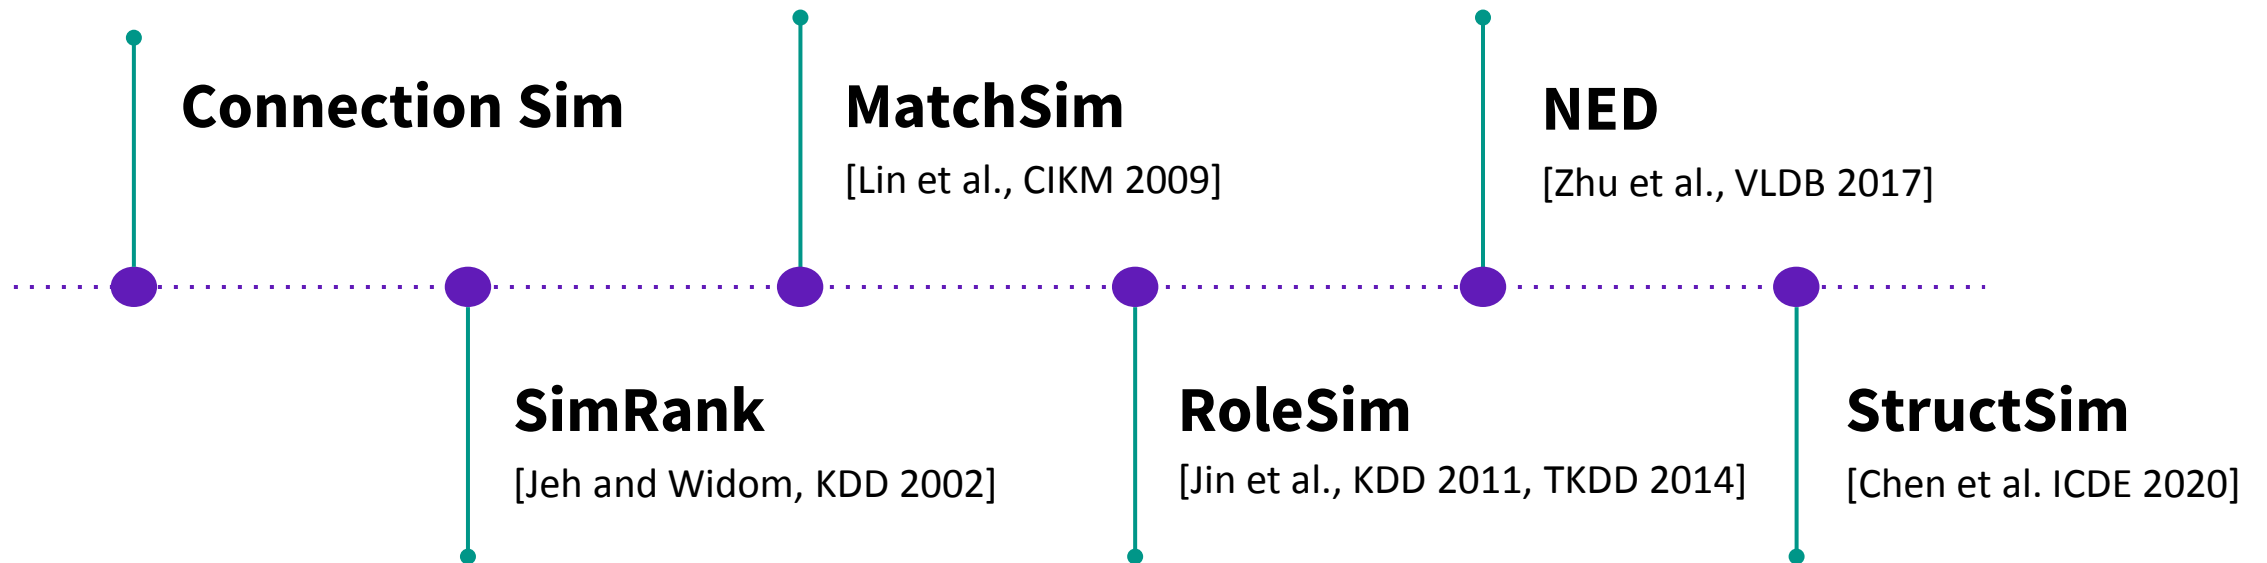 Connection Sim
MatchSim
[Lin et al., CIKM 2009]
NED
[Zhu et al., VLDB 2017]
SimRank
[Jeh and Widom, KDD 2002]
RoleSim
[Jin et al., KDD 2011, TKDD 2014]
StructSim
[Chen et al. ICDE 2020]